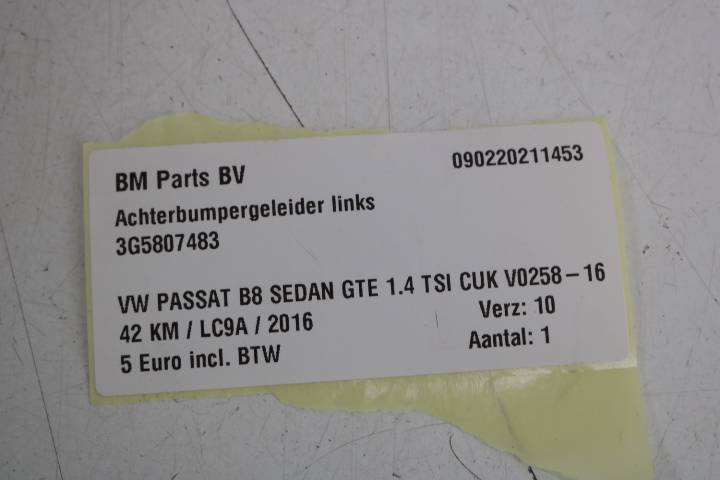 BM Parts BV 090220211453
Achterbumpergeleider links
3G5807483
VW PASSAT B8 SEDAN GTE 1.4 TSI CUK V0258-16
42 KM / LC9A / 2016 Verz: 10
5 Euro incl. BTW Aantal: 1